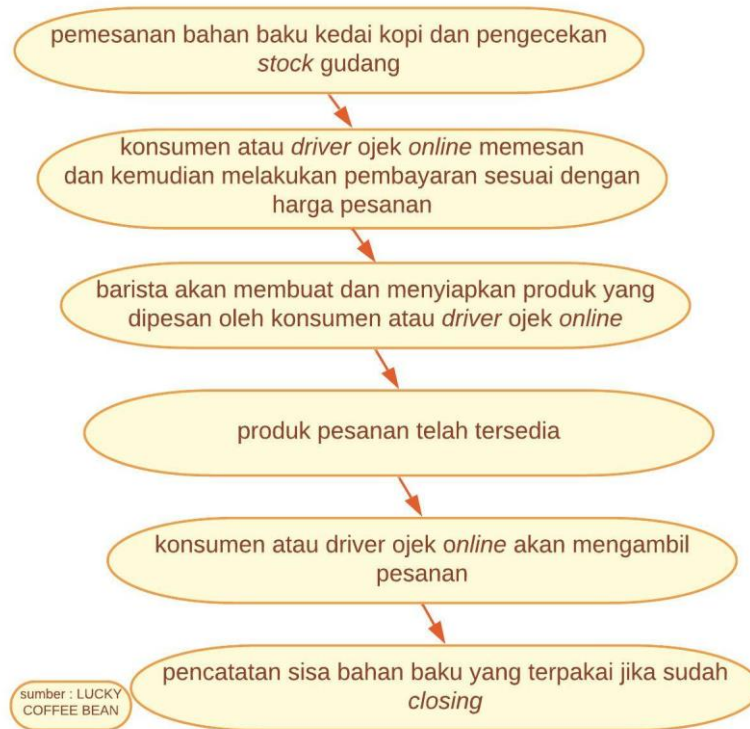 pemesanan bahan baku kedai kopi dan pengecekan
stock gudang
konsumen atau driver ojek online memesan
dan kemudian melakukan pembayaran sesuai dengan
harga pesanan
barista akan membuat dan menyiapkan produk yang
dipesan oleh konsumen atau driver ojek online
produk pesanan telah tersedia
konsumen atau driver ojek online akan mengambil
pesanan
pencatatan sisa bahan baku yang terpakai jika sudah
closing
sumber : LUCKY
COFFEE BEAN